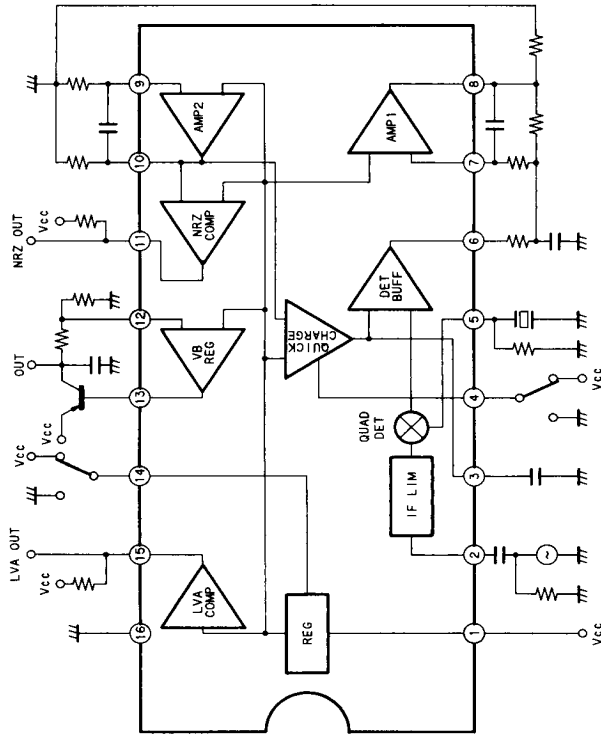 NRZ OUT
OUT
LVA OUT
Vcc
Vcc
Vcc
Vcc
16
15
14
13
12
11
10
9
LVA
COMP
VB
REG
NRZ
COMP
AMP2
REG
QUICK
CHARGE
IF LIM
QUAD
DET
DET
BUFF
AMP1
1
2
3
4
5
6
7
8
Vcc
Vcc
~